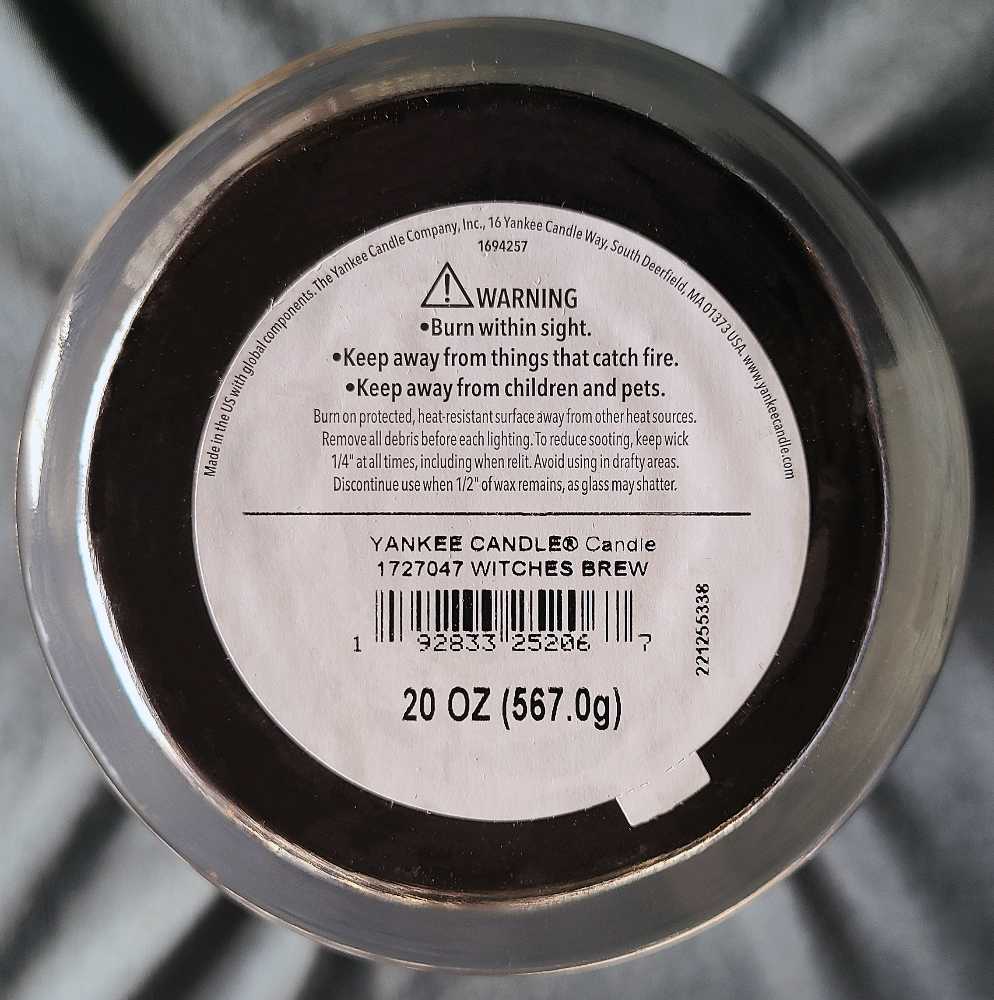 Made in the US with global components. The Yankee Candle Company, Inc., 16 Yankee Candle Way, South Deerfield, MA 01373 USA. www.yankeecandle.com
1694257
WARNING
•Burn within sight.
•Keep away from things that catch fire.
•Keep away from children and pets.
Burn on protected, heat-resistant surface away from other heat sources.
Remove all debris before each lighting. To reduce sooting, keep wick
1/4" at all times, including when relit. Avoid using in drafty areas.
Discontinue use when 1/2" of wax remains, as glass may shatter.
YANKEE CANDLE® Candle
1727047 WITCHES BREW
1 92833 25206 7
221255338
20 OZ (567.0g)